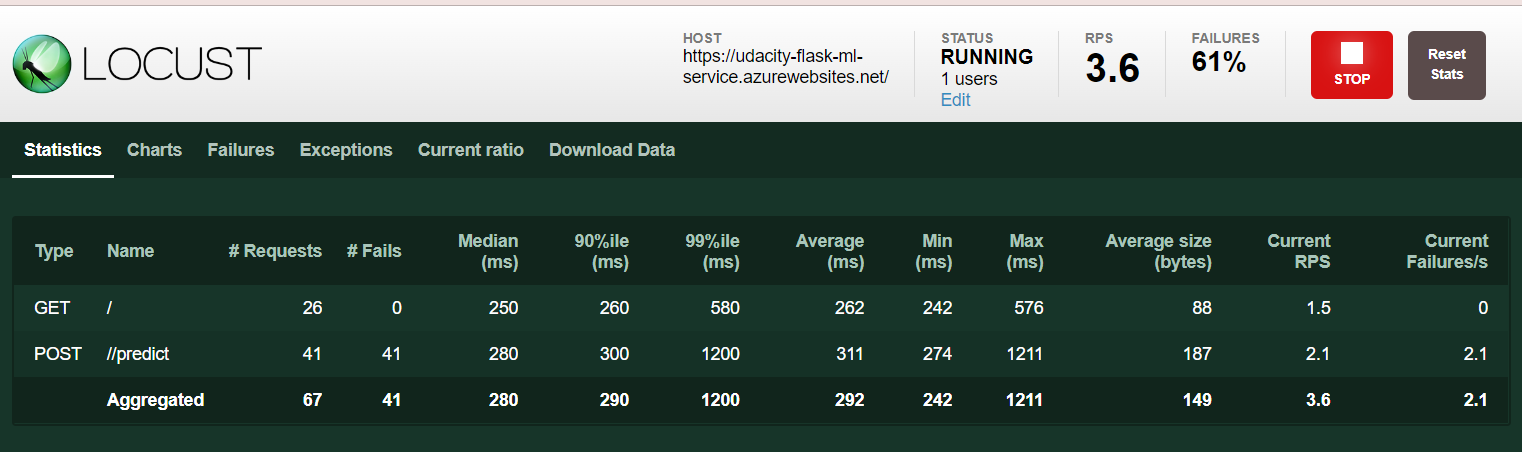 LOCUST
HOST
https://udacity-flask-ml-
service.azurewebsites.net/
STATUS
RUNNING
1 users
Edit
RPS
3.6
FAILURES
61%
STOP
Reset
Stats
Statistics Charts Failures Exceptions Current ratio Download Data
Type Name # Requests # Fails Median (ms) 90%ile (ms) 99%ile (ms) Average (ms) Min (ms) Max (ms) Average size (bytes) Current RPS Current Failures/s
GET / 26 0 250 260 580 262 242 576 88 1.5 0
POST //predict 41 41 280 300 1200 311 274 1211 187 2.1 2.1
Aggregated 67 41 280 290 1200 292 242 1211 149 3.6 2.1